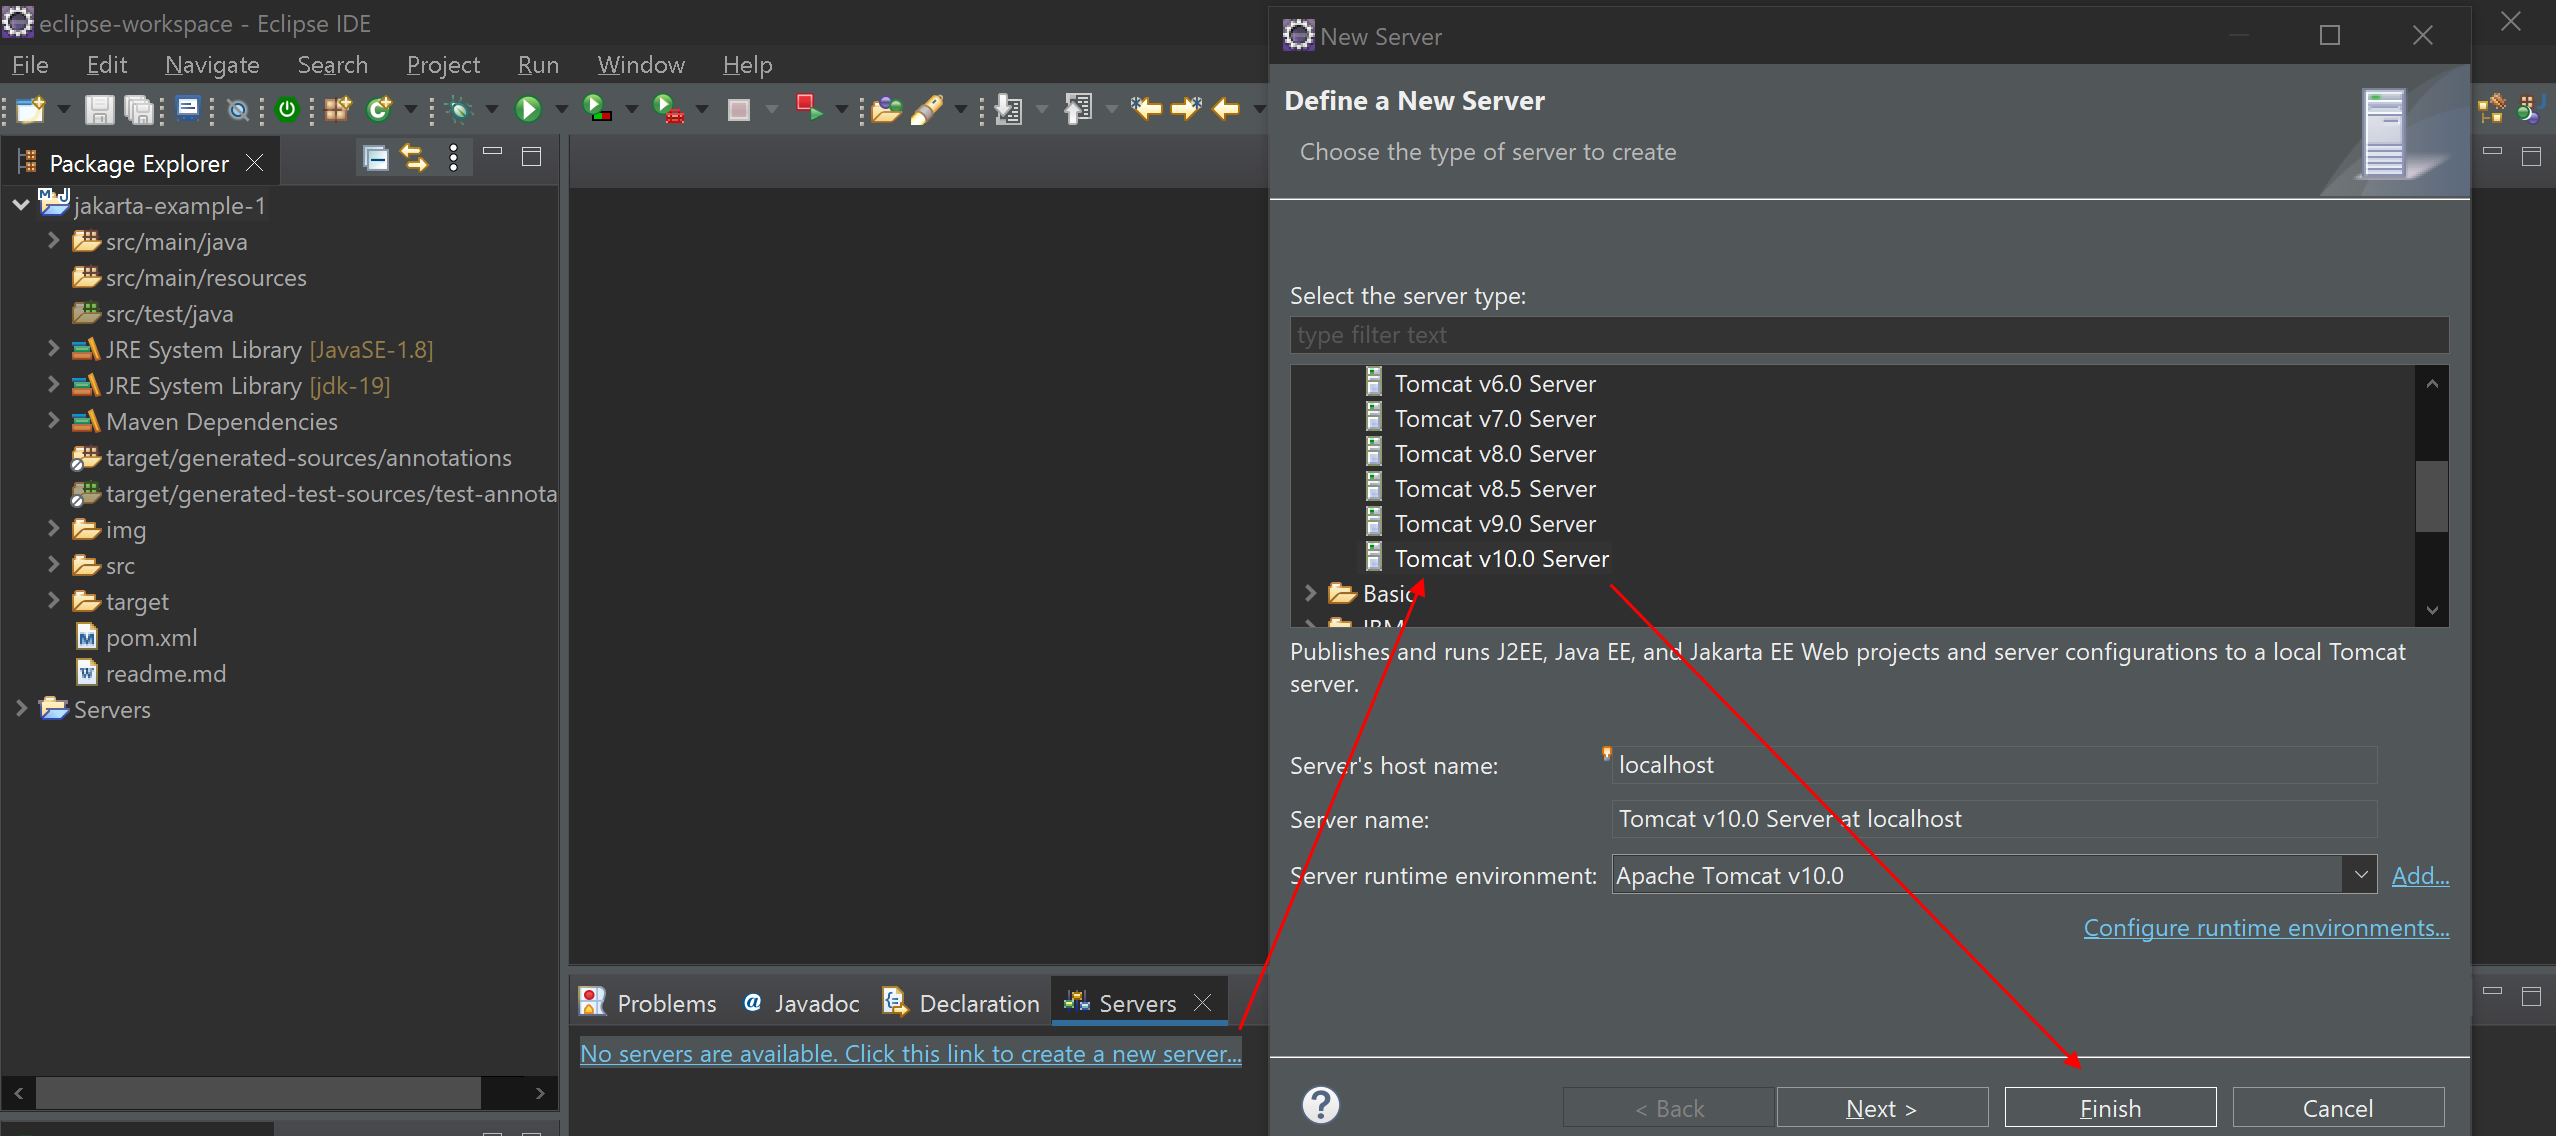 eclipse-workspace - Eclipse IDE
File Edit Navigate Search Project Run Window Help
Package Explorer
jakarta-example-1
src/main/java
src/main/resources
src/test/java
JRE System Library [JavaSE-1.8]
JRE System Library [jdk-19]
Maven Dependencies
target/generated-sources/annotations
target/generated-test-sources/test-annota
img
src
target
pom.xml
readme.md
Servers
Problems
@ Javadoc
Declaration
Servers
No servers are available. Click this link to create a new server...
New Server
Define a New Server
Choose the type of server to create
Select the server type:
type filter text
Tomcat v6.0 Server
Tomcat v7.0 Server
Tomcat v8.0 Server
Tomcat v8.5 Server
Tomcat v9.0 Server
Tomcat v10.0 Server
Basic
IBM
Publishes and runs J2EE, Java EE, and Jakarta EE Web projects and server configurations to a local Tomcat
server.
Server's host name: localhost
Server name: Tomcat v10.0 Server at localhost
Server runtime environment: Apache Tomcat v10.0 Add...
Configure runtime environments...
? < Back Next > Finish Cancel